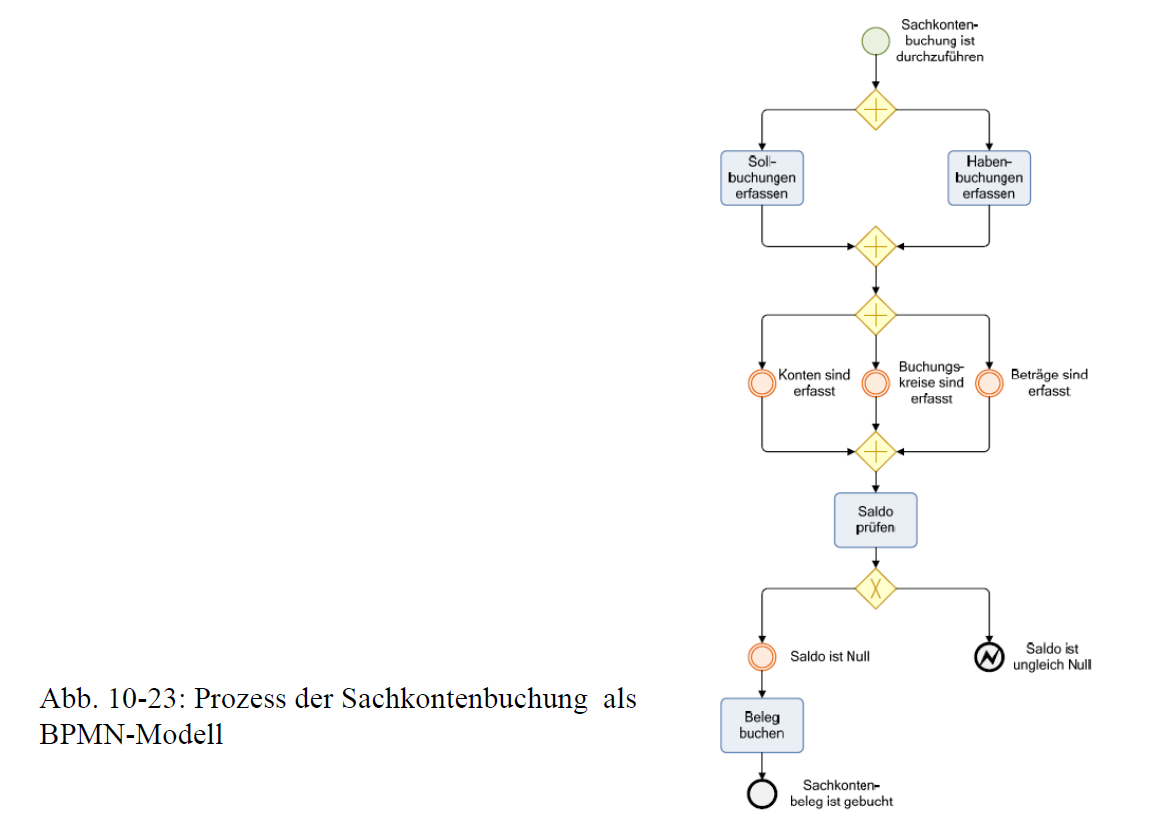 Sachkonten-
buchung ist
durchzuführen
Soll-
buchungen
erfassen
Haben-
buchungen
erfassen
Konten sind
erfasst
Buchungs-
kreise sind
erfasst
Beträge sind
erfasst
Saldo
prüfen
X
Saldo ist Null
Saldo ist
ungleich Null
Beleg
buchen
Sachkonten-
beleg ist gebucht
Abb. 10-23: Prozess der Sachkontenbuchung als
BPMN-Modell